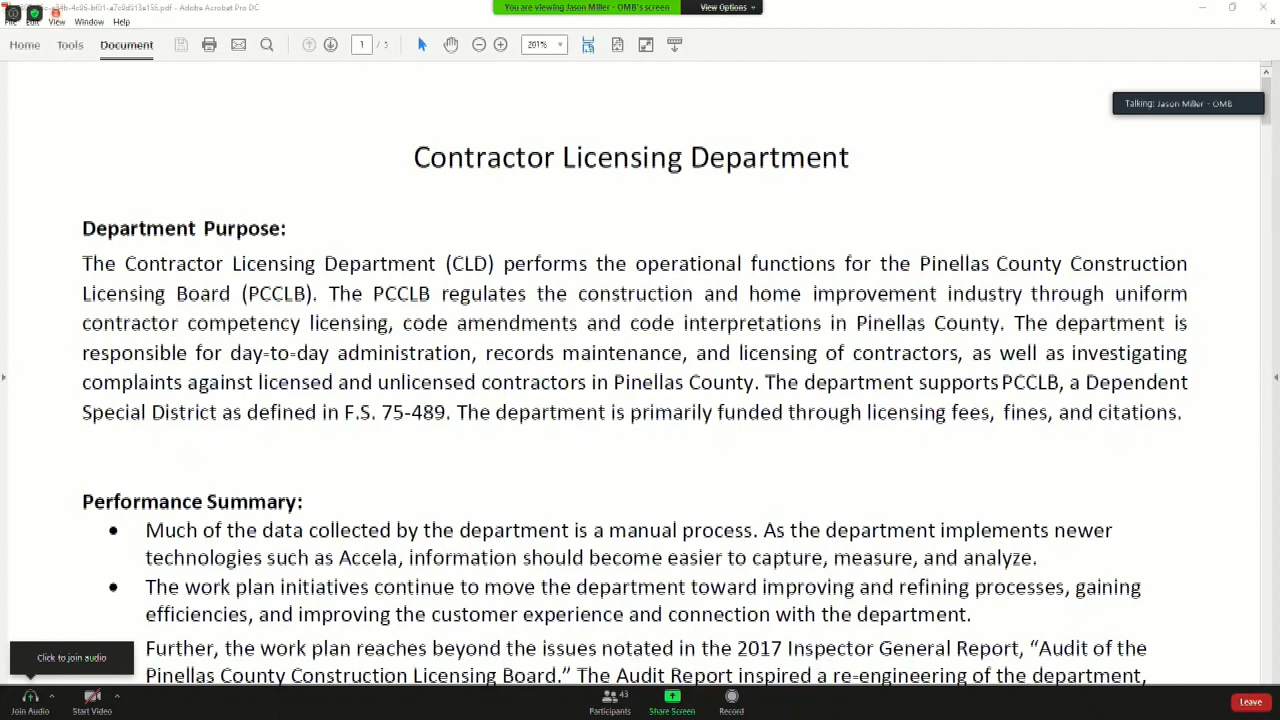 - Adobe Acrobat Pro DC
You are viewing Jason Miller - OMB's screen
View Options
File Edit View Window Help
Home Tools Document
1 / 3
201%
Talking: Jason Miller - OMB
Contractor Licensing Department
Department Purpose:
The Contractor Licensing Department (CLD) performs the operational functions for the Pinellas County Construction
Licensing Board (PCCLB). The PCCLB regulates the construction and home improvement industry through uniform
contractor competency licensing, code amendments and code interpretations in Pinellas County. The department is
responsible for day-to-day administration, records maintenance, and licensing of contractors, as well as investigating
complaints against licensed and unlicensed contractors in Pinellas County. The department supports PCCLB, a Dependent
Special District as defined in F.S. 75-489. The department is primarily funded through licensing fees, fines, and citations.
Performance Summary:
• Much of the data collected by the department is a manual process. As the department implements newer
technologies such as Accela, information should become easier to capture, measure, and analyze.
• The work plan initiatives continue to move the department toward improving and refining processes, gaining
efficiencies, and improving the customer experience and connection with the department.
Further, the work plan reaches beyond the issues notated in the 2017 Inspector General Report, “Audit of the
Pinellas County Construction Licensing Board.” The Audit Report inspired a re-engineering of the department,
Click to join audio
Join Audio
Start Video
Participants 43
Share Screen
Record
Leave